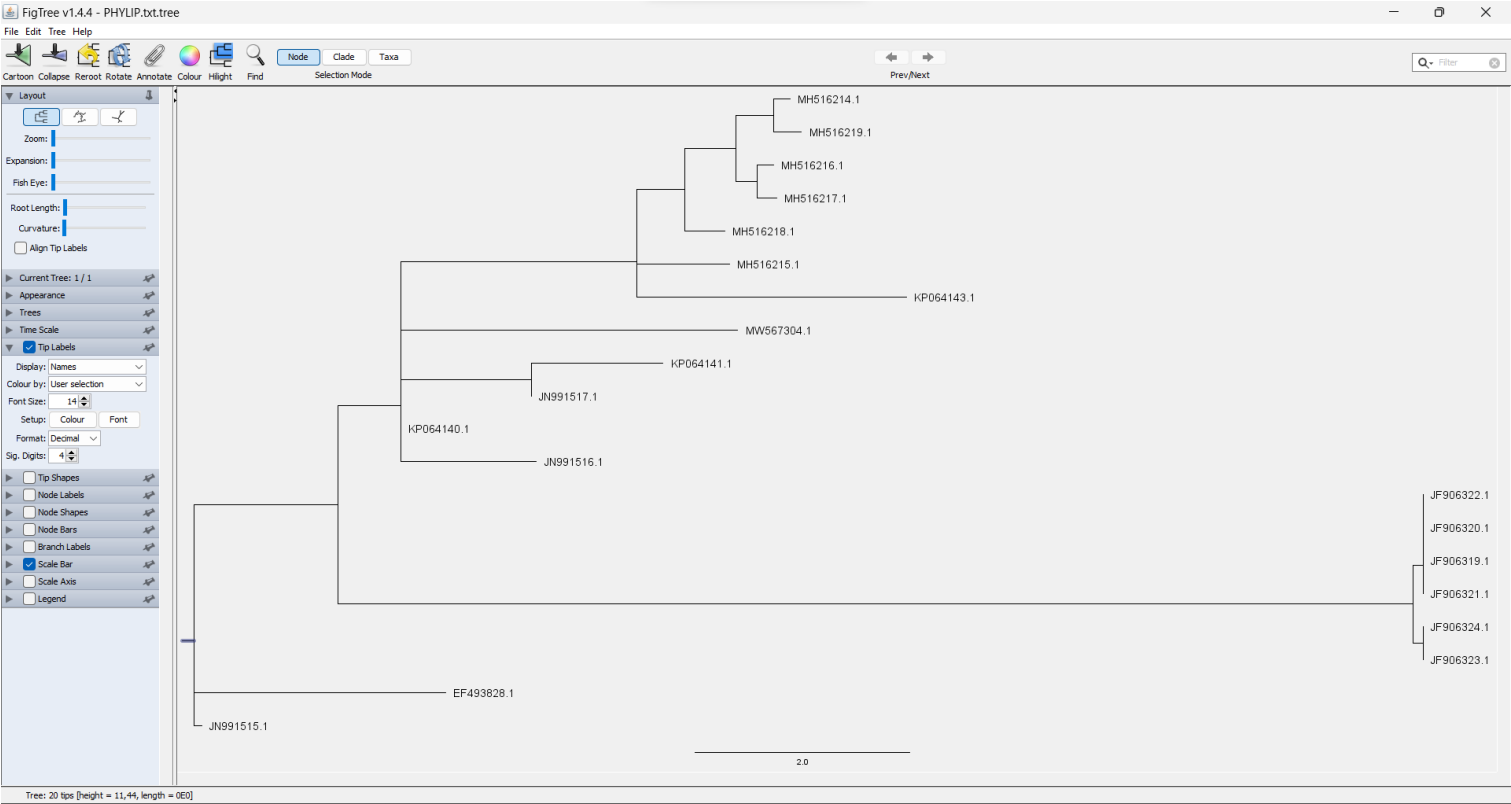 FigTree v1.4.4 - PHYLIP.txt.tree
File Edit Tree Help
Cartoon Collapse Reroot Rotate Annotate Colour Hilight Find
Node Clade Taxa
Selection Mode
Prev/Next
Filter
Layout
Zoom:
Expansion:
Fish Eye:
Root Length:
Curvature:
Align Tip Labels
Current Tree: 1 / 1
Appearance
Trees
Time Scale
Tip Labels
Display: Names
Colour by: User selection
Font Size: 14
Setup: Colour Font
Format: Decimal
Sig. Digits: 4
Tip Shapes
Node Labels
Node Shapes
Node Bars
Branch Labels
Scale Bar
Scale Axis
Legend
MH516214.1
MH516219.1
MH516216.1
MH516217.1
MH516218.1
MH516215.1
KP064143.1
MW567304.1
KP064141.1
JN991517.1
KP064140.1
JN991516.1
JF906322.1
JF906320.1
JF906319.1
JF906321.1
JF906324.1
JF906323.1
EF493828.1
JN991515.1
2.0
Tree: 20 tips [height = 11,44, length = 0E0]